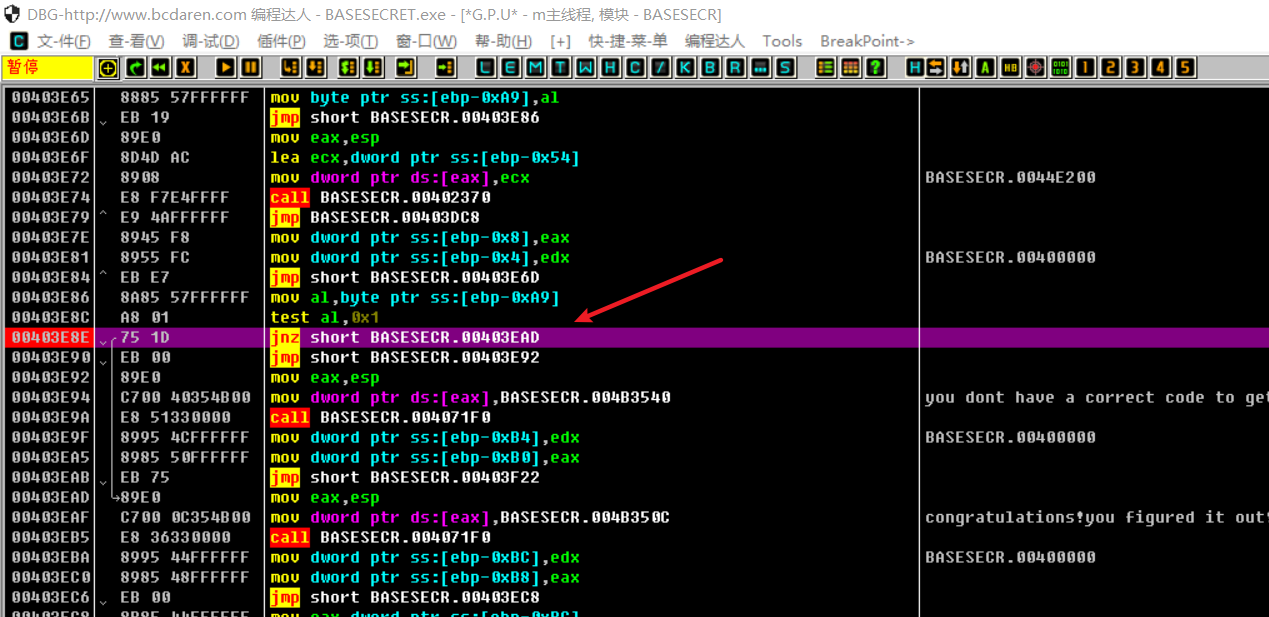 DBG-http://www.bcdaren.com 编程达人 - BASESECRET.exe - [*G.P.U* - m主线程, 模块 - BASESECR]
C 文-件(F) 查-看(V) 调-试(D) 插件(P) 选-项(T) 窗-口(W) 帮-助(H) [+] 快-捷-菜-单 编程达人 Tools BreakPoint->
暂停 L E M T W H C / K B R ... S ? H A HB 1 2 3 4 5
00403E65 8885 57FFFFFF mov byte ptr ss:[ebp-0xA9],al
00403E6B EB 19 jmp short BASESECR.00403E86
00403E6D 89E0 mov eax,esp
00403E6F 8D4D AC lea ecx,dword ptr ss:[ebp-0x54]
00403E72 8908 mov dword ptr ds:[eax],ecx BASESECR.0044E200
00403E74 E8 F7E4FFFF call BASESECR.00402370
00403E79 ^ E9 4AFFFFFF jmp BASESECR.00403DC8
00403E7E 8945 F8 mov dword ptr ss:[ebp-0x8],eax
00403E81 8955 FC mov dword ptr ss:[ebp-0x4],edx BASESECR.00400000
00403E84 ^ EB E7 jmp short BASESECR.00403E6D
00403E86 8A85 57FFFFFF mov al,byte ptr ss:[ebp-0xA9]
00403E8C A8 01 test al,0x1
00403E8E 75 1D jnz short BASESECR.00403EAD
00403E90 EB 00 jmp short BASESECR.00403E92
00403E92 89E0 mov eax,esp
00403E94 C700 40354B00 mov dword ptr ds:[eax],BASESECR.004B3540 you dont have a correct code to get
00403E9A E8 51330000 call BASESECR.004071F0
00403E9F 8995 4CFFFFFF mov dword ptr ss:[ebp-0xB4],edx BASESECR.00400000
00403EA5 8985 50FFFFFF mov dword ptr ss:[ebp-0xB0],eax
00403EAB EB 75 jmp short BASESECR.00403F22
00403EAD 89E0 mov eax,esp
00403EAF C700 0C354B00 mov dword ptr ds:[eax],BASESECR.004B350C congratulations!you figured it out!
00403EB5 E8 36330000 call BASESECR.004071F0
00403EBA 8995 44FFFFFF mov dword ptr ss:[ebp-0xBC],edx BASESECR.00400000
00403EC0 8985 48FFFFFF mov dword ptr ss:[ebp-0xB8],eax
00403EC6 EB 00 jmp short BASESECR.00403EC8